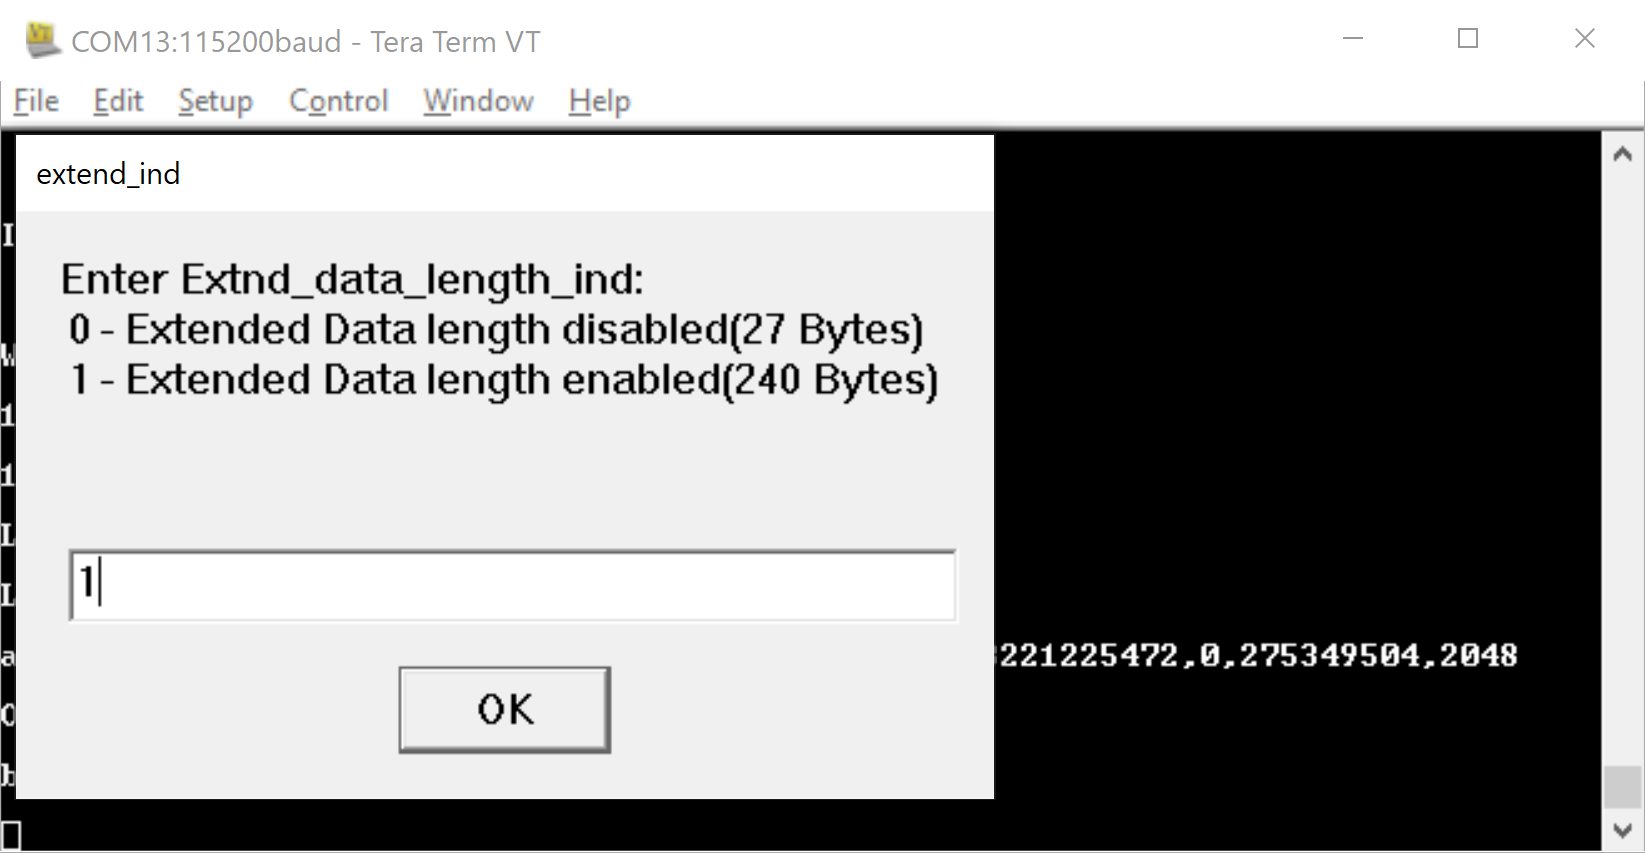 COM13:115200baud - Tera Term VT
File Edit Setup Control Window Help
extend_ind
Enter Extnd_data_length_ind:
0 - Extended Data length disabled(27 Bytes)
1 - Extended Data length enabled(240 Bytes)
1
OK
I
W
1
1
L
L
a
221225472,0,275349504,2048
O
h